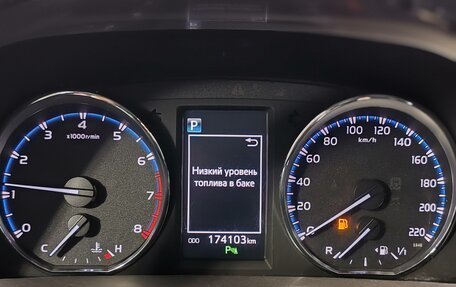 P
Низкий уровень
топлива в баке
ODO 174103 km
P
x1000r/min
0
1
2
3
4
5
6
7
8
C
H
km/h
0
20
40
60
80
100
120
140
160
180
200
220
R
1/1